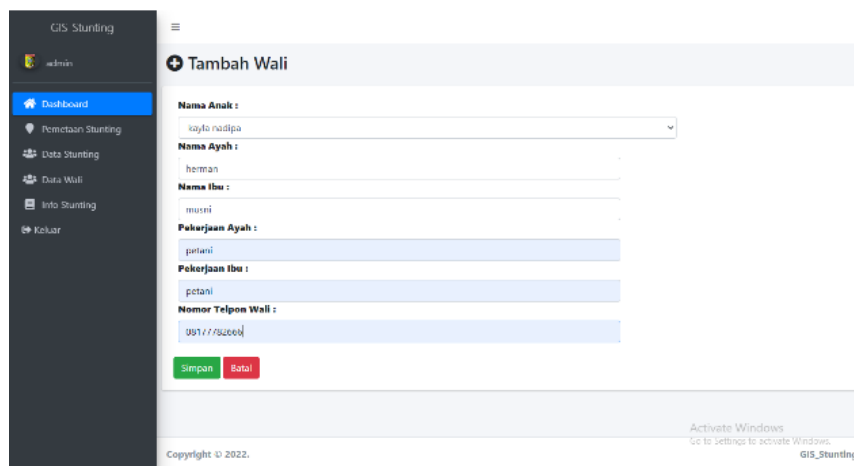 GIS Stunting
admin
Dashboard
Pemetaan Stunting
Data Stunting
Data Wali
Info Stunting
Keluar
Tambah Wali
Nama Anak :
kayla nadipa
Nama Ayah :
herman
Nama Ibu :
musni
Pekerjaan Ayah :
petani
Pekerjaan Ibu :
petani
Nomor Telpon Wali :
Simpan
Batal
Activate Windows
Go to Settings to activate Windows.
Copyright © 2022.
GIS_Stunting